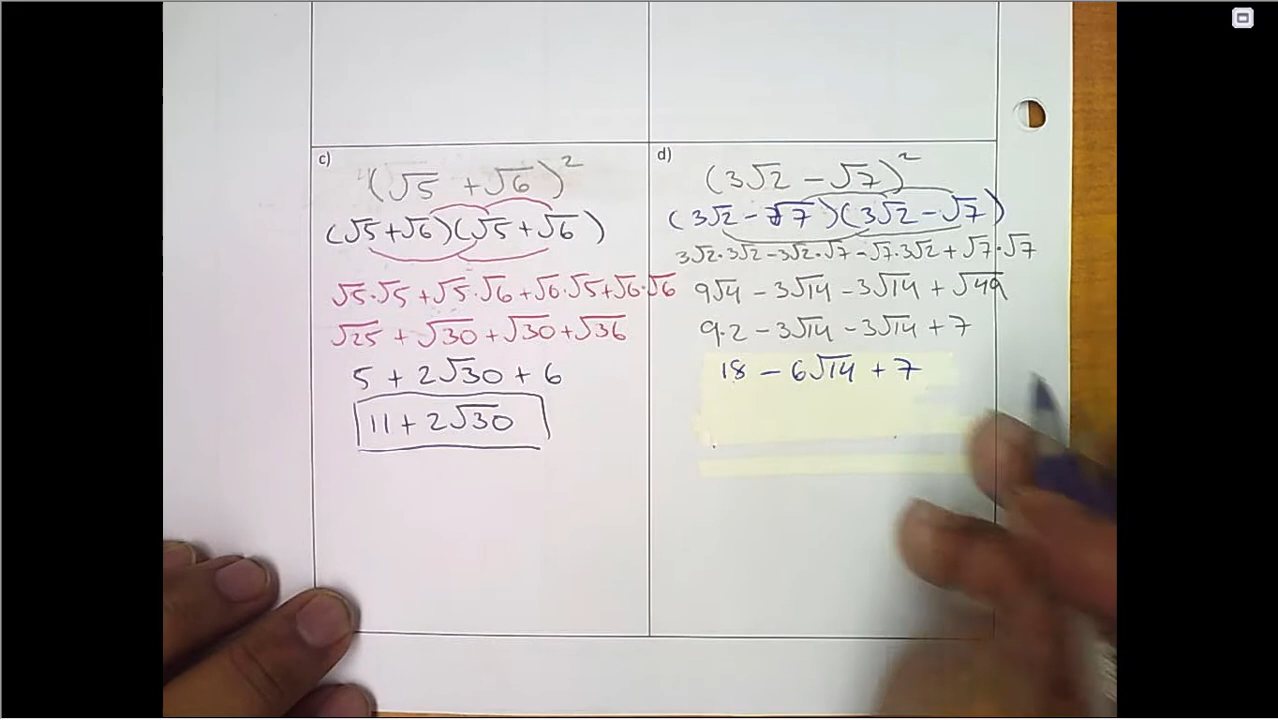 c)
(√5 + √6)²
(√5+√6)(√5+√6)
√5·√5 + √5·√6 + √6·√5 + √6·√6
√25 + √30 + √30 + √36
5 + 2√30 + 6
11 + 2√30
d)
(3√2 − √7)²
(3√2 − √7)(3√2 − √7)
3√2·3√2 − 3√2·√7 − √7·3√2 + √7·√7
9√4 − 3√14 − 3√14 + √49
9·2 − 3√14 − 3√14 + 7
18 − 6√14 + 7